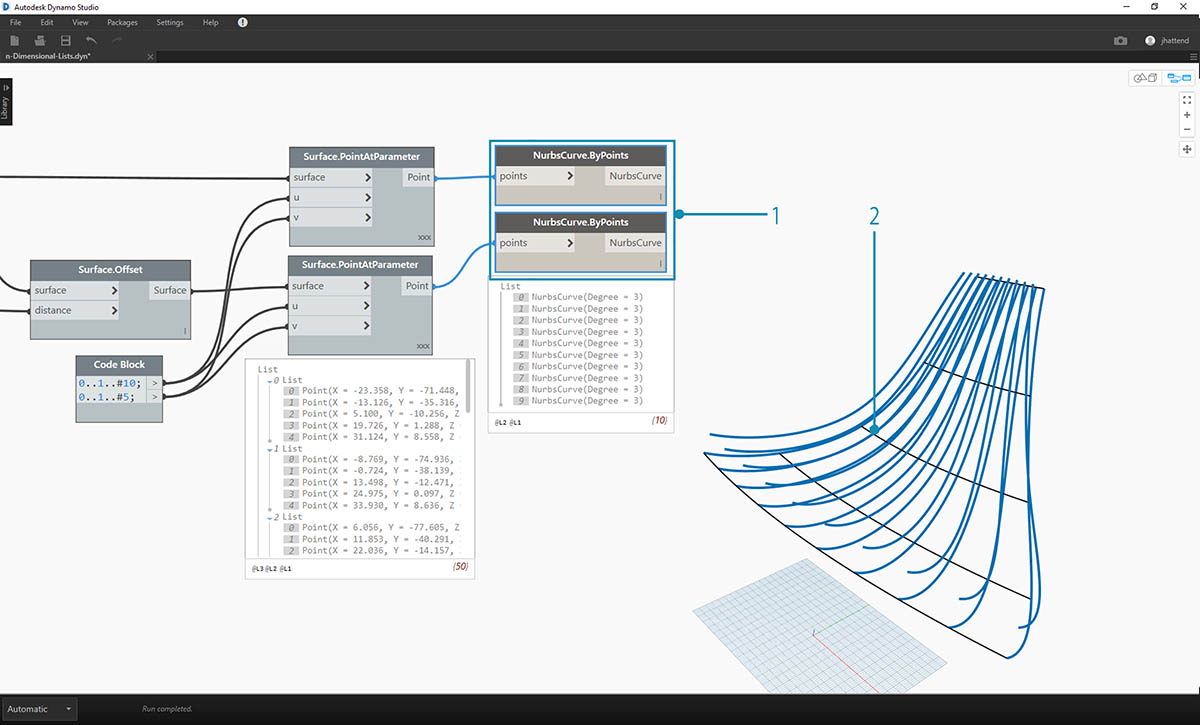 Autodesk Dynamo Studio
File Edit View Packages Settings Help
jhattend
n-Dimensional-Lists.dyn*
Library
Surface.PointAtParameter
surface > Point
u >
v >
xxx
NurbsCurve.ByPoints
points > NurbsCurve
l
NurbsCurve.ByPoints
points > NurbsCurve
l
1
2
Surface.Offset
surface > Surface
distance >
l
Surface.PointAtParameter
surface > Point
u >
v >
xxx
Code Block
0..1..#10; >
0..1..#5; >
List
0 List
0 Point(X = -23.358, Y = -71.448,
1 Point(X = -13.126, Y = -35.316,
2 Point(X = 5.100, Y = -10.256, Z
3 Point(X = 19.726, Y = 1.288, Z
4 Point(X = 31.124, Y = 8.558, Z
1 List
0 Point(X = -8.769, Y = -74.936,
1 Point(X = -0.724, Y = -38.139,
2 Point(X = 13.498, Y = -12.471,
3 Point(X = 24.975, Y = 0.097, Z
4 Point(X = 33.930, Y = 8.636, Z
2 List
0 Point(X = 6.056, Y = -77.605, Z
1 Point(X = 11.853, Y = -40.291,
2 Point(X = 22.036, Y = -14.157,
@L3 @L2 @L1 {50}
List
0 NurbsCurve(Degree = 3)
1 NurbsCurve(Degree = 3)
2 NurbsCurve(Degree = 3)
3 NurbsCurve(Degree = 3)
4 NurbsCurve(Degree = 3)
5 NurbsCurve(Degree = 3)
6 NurbsCurve(Degree = 3)
7 NurbsCurve(Degree = 3)
8 NurbsCurve(Degree = 3)
9 NurbsCurve(Degree = 3)
@L2 @L1 {10}
Automatic Run completed.